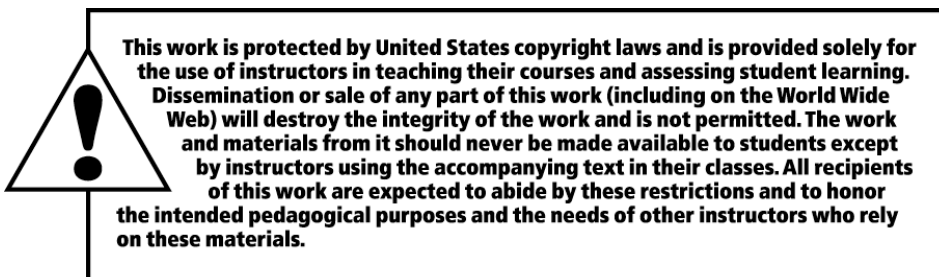 This work is protected by United States copyright laws and is provided solely for
the use of instructors in teaching their courses and assessing student learning.
Dissemination or sale of any part of this work (including on the World Wide
Web) will destroy the integrity of the work and is not permitted. The work
and materials from it should never be made available to students except
by instructors using the accompanying text in their classes. All recipients
of this work are expected to abide by these restrictions and to honor
the intended pedagogical purposes and the needs of other instructors who rely
on these materials.